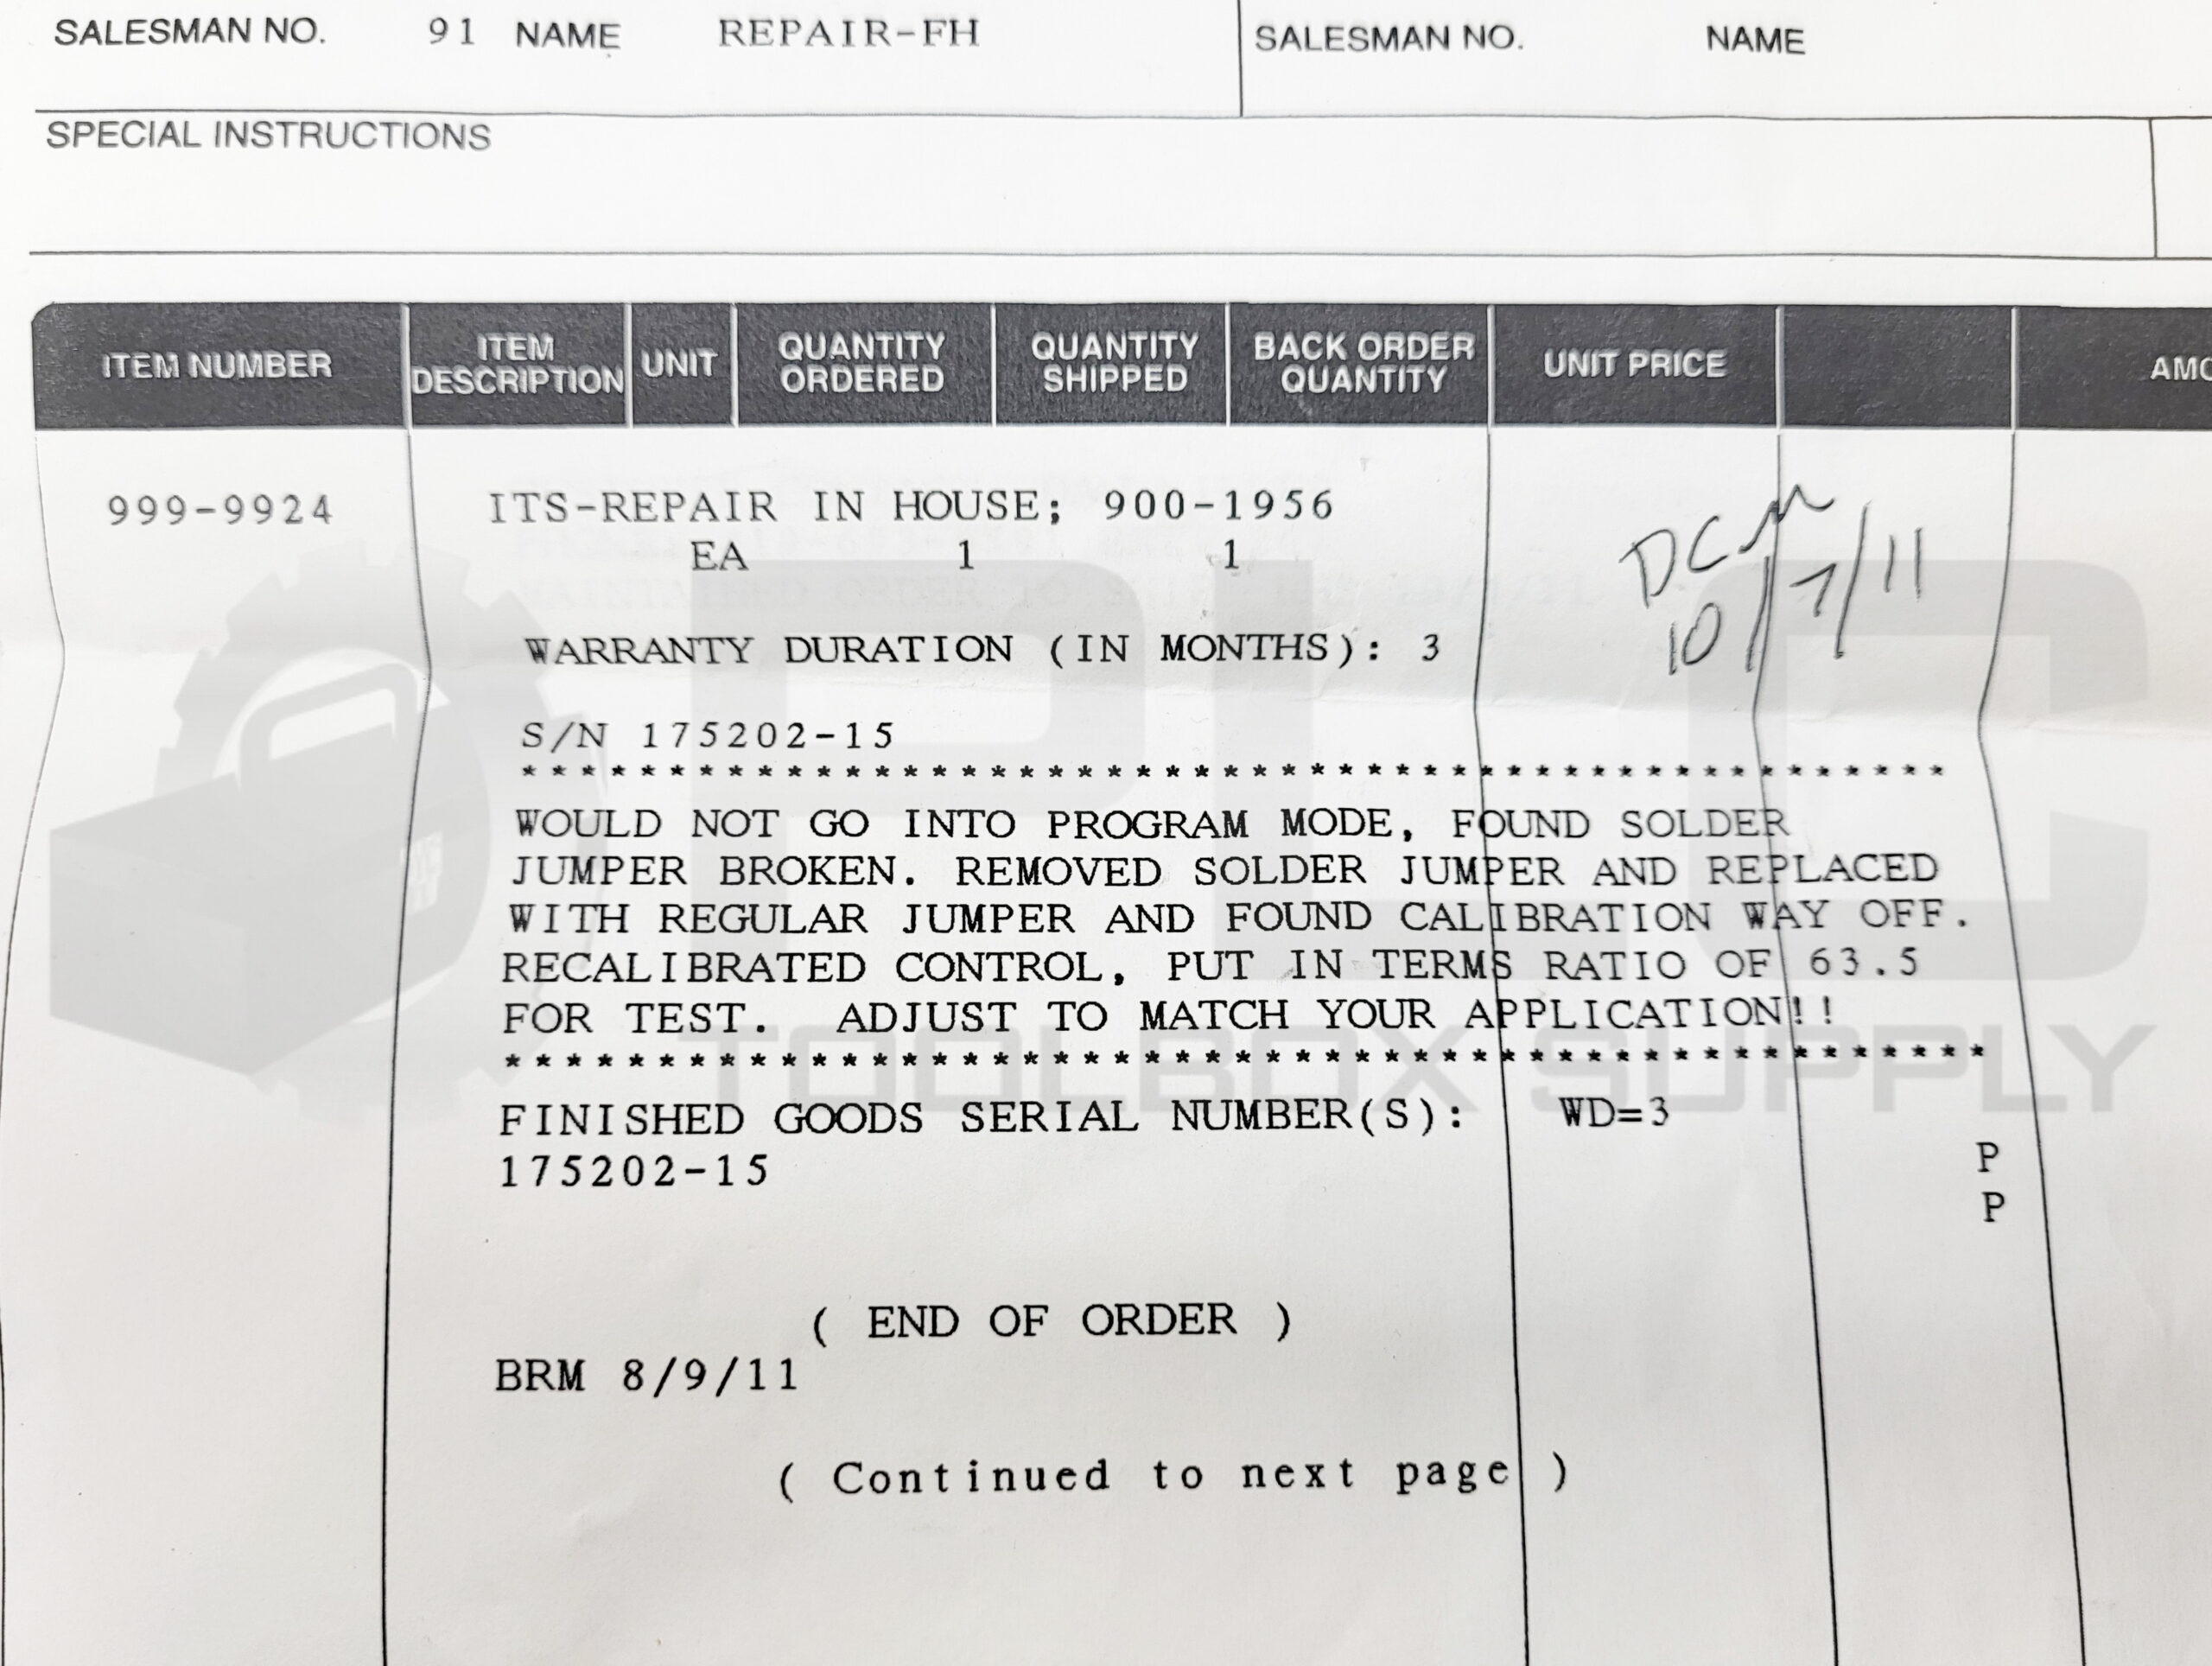 SALESMAN NO. 91 NAME REPAIR-FH SALESMAN NO. NAME
SPECIAL INSTRUCTIONS
ITEM NUMBER ITEM DESCRIPTION UNIT QUANTITY ORDERED QUANTITY SHIPPED BACK ORDER QUANTITY UNIT PRICE AMO
999-9924 ITS-REPAIR IN HOUSE; 900-1956
EA 1 1
DCM
10/7/11
WARRANTY DURATION (IN MONTHS): 3
S/N 175202-15
*************************************************
WOULD NOT GO INTO PROGRAM MODE, FOUND SOLDER
JUMPER BROKEN. REMOVED SOLDER JUMPER AND REPLACED
WITH REGULAR JUMPER AND FOUND CALIBRATION WAY OFF.
RECALIBRATED CONTROL, PUT IN TERMS RATIO OF 63.5
FOR TEST. ADJUST TO MATCH YOUR APPLICATION!!
*************************************************
FINISHED GOODS SERIAL NUMBER(S): WD=3
175202-15 P
P
( END OF ORDER )
BRM 8/9/11
( Continued to next page )
PLC
TOOLBOX SUPPLY